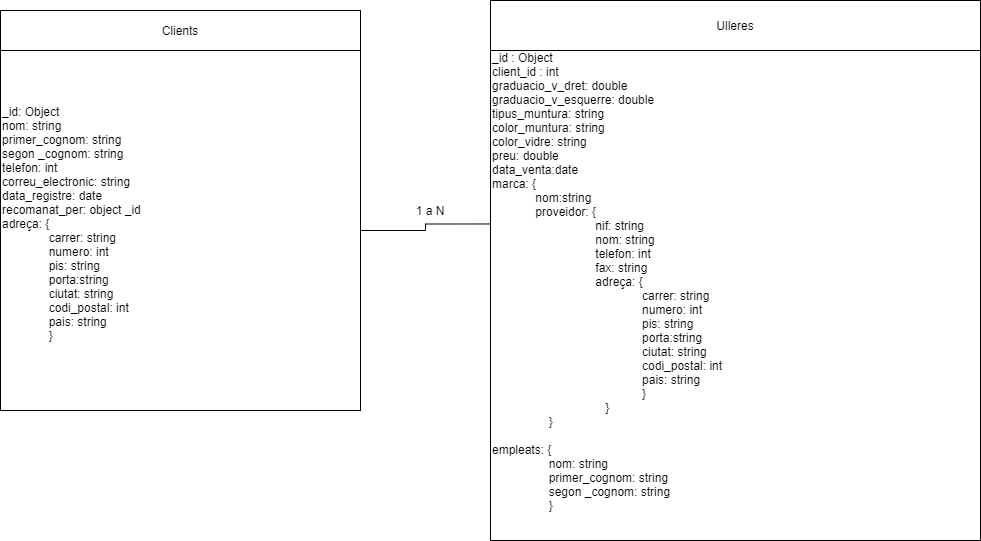 Clients
_id: Object
nom: string
primer_cognom: string
segon _cognom: string
telefon: int
correu_electronic: string
data_registre: date
recomanat_per: object _id
adreça: {
carrer: string
numero: int
pis: string
porta:string
ciutat: string
codi_postal: int
pais: string
}
1 a N
Ulleres
_id : Object
client_id : int
graduacio_v_dret: double
graduacio_v_esquerre: double
tipus_muntura: string
color_muntura: string
color_vidre: string
preu: double
data_venta:date
marca: {
nom:string
proveidor: {
nif: string
nom: string
telefon: int
fax: string
adreça: {
carrer: string
numero: int
pis: string
porta:string
ciutat: string
codi_postal: int
pais: string
}
}
}
empleats: {
nom: string
primer_cognom: string
segon _cognom: string
}